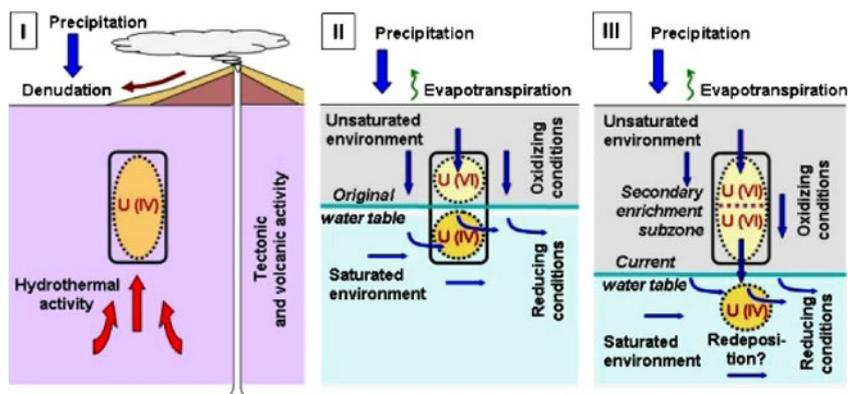 I
Precipitation
Denudation
U (IV)
Hydrothermal
activity
Tectonic
and volcanic activity
II
Precipitation
Evapotranspiration
Unsaturated
environment
U (VI)
Oxidizing
conditions
Original
water table
U (IV)
Saturated
environment
Reducing
conditions
III
Precipitation
Evapotranspiration
Unsaturated
environment
U (VI)
Secondary
enrichment
subzone
U (VI)
Oxidizing
conditions
Current
water table
U (IV)
Saturated
environment
Redeposi-
tion?
Reducing
conditions